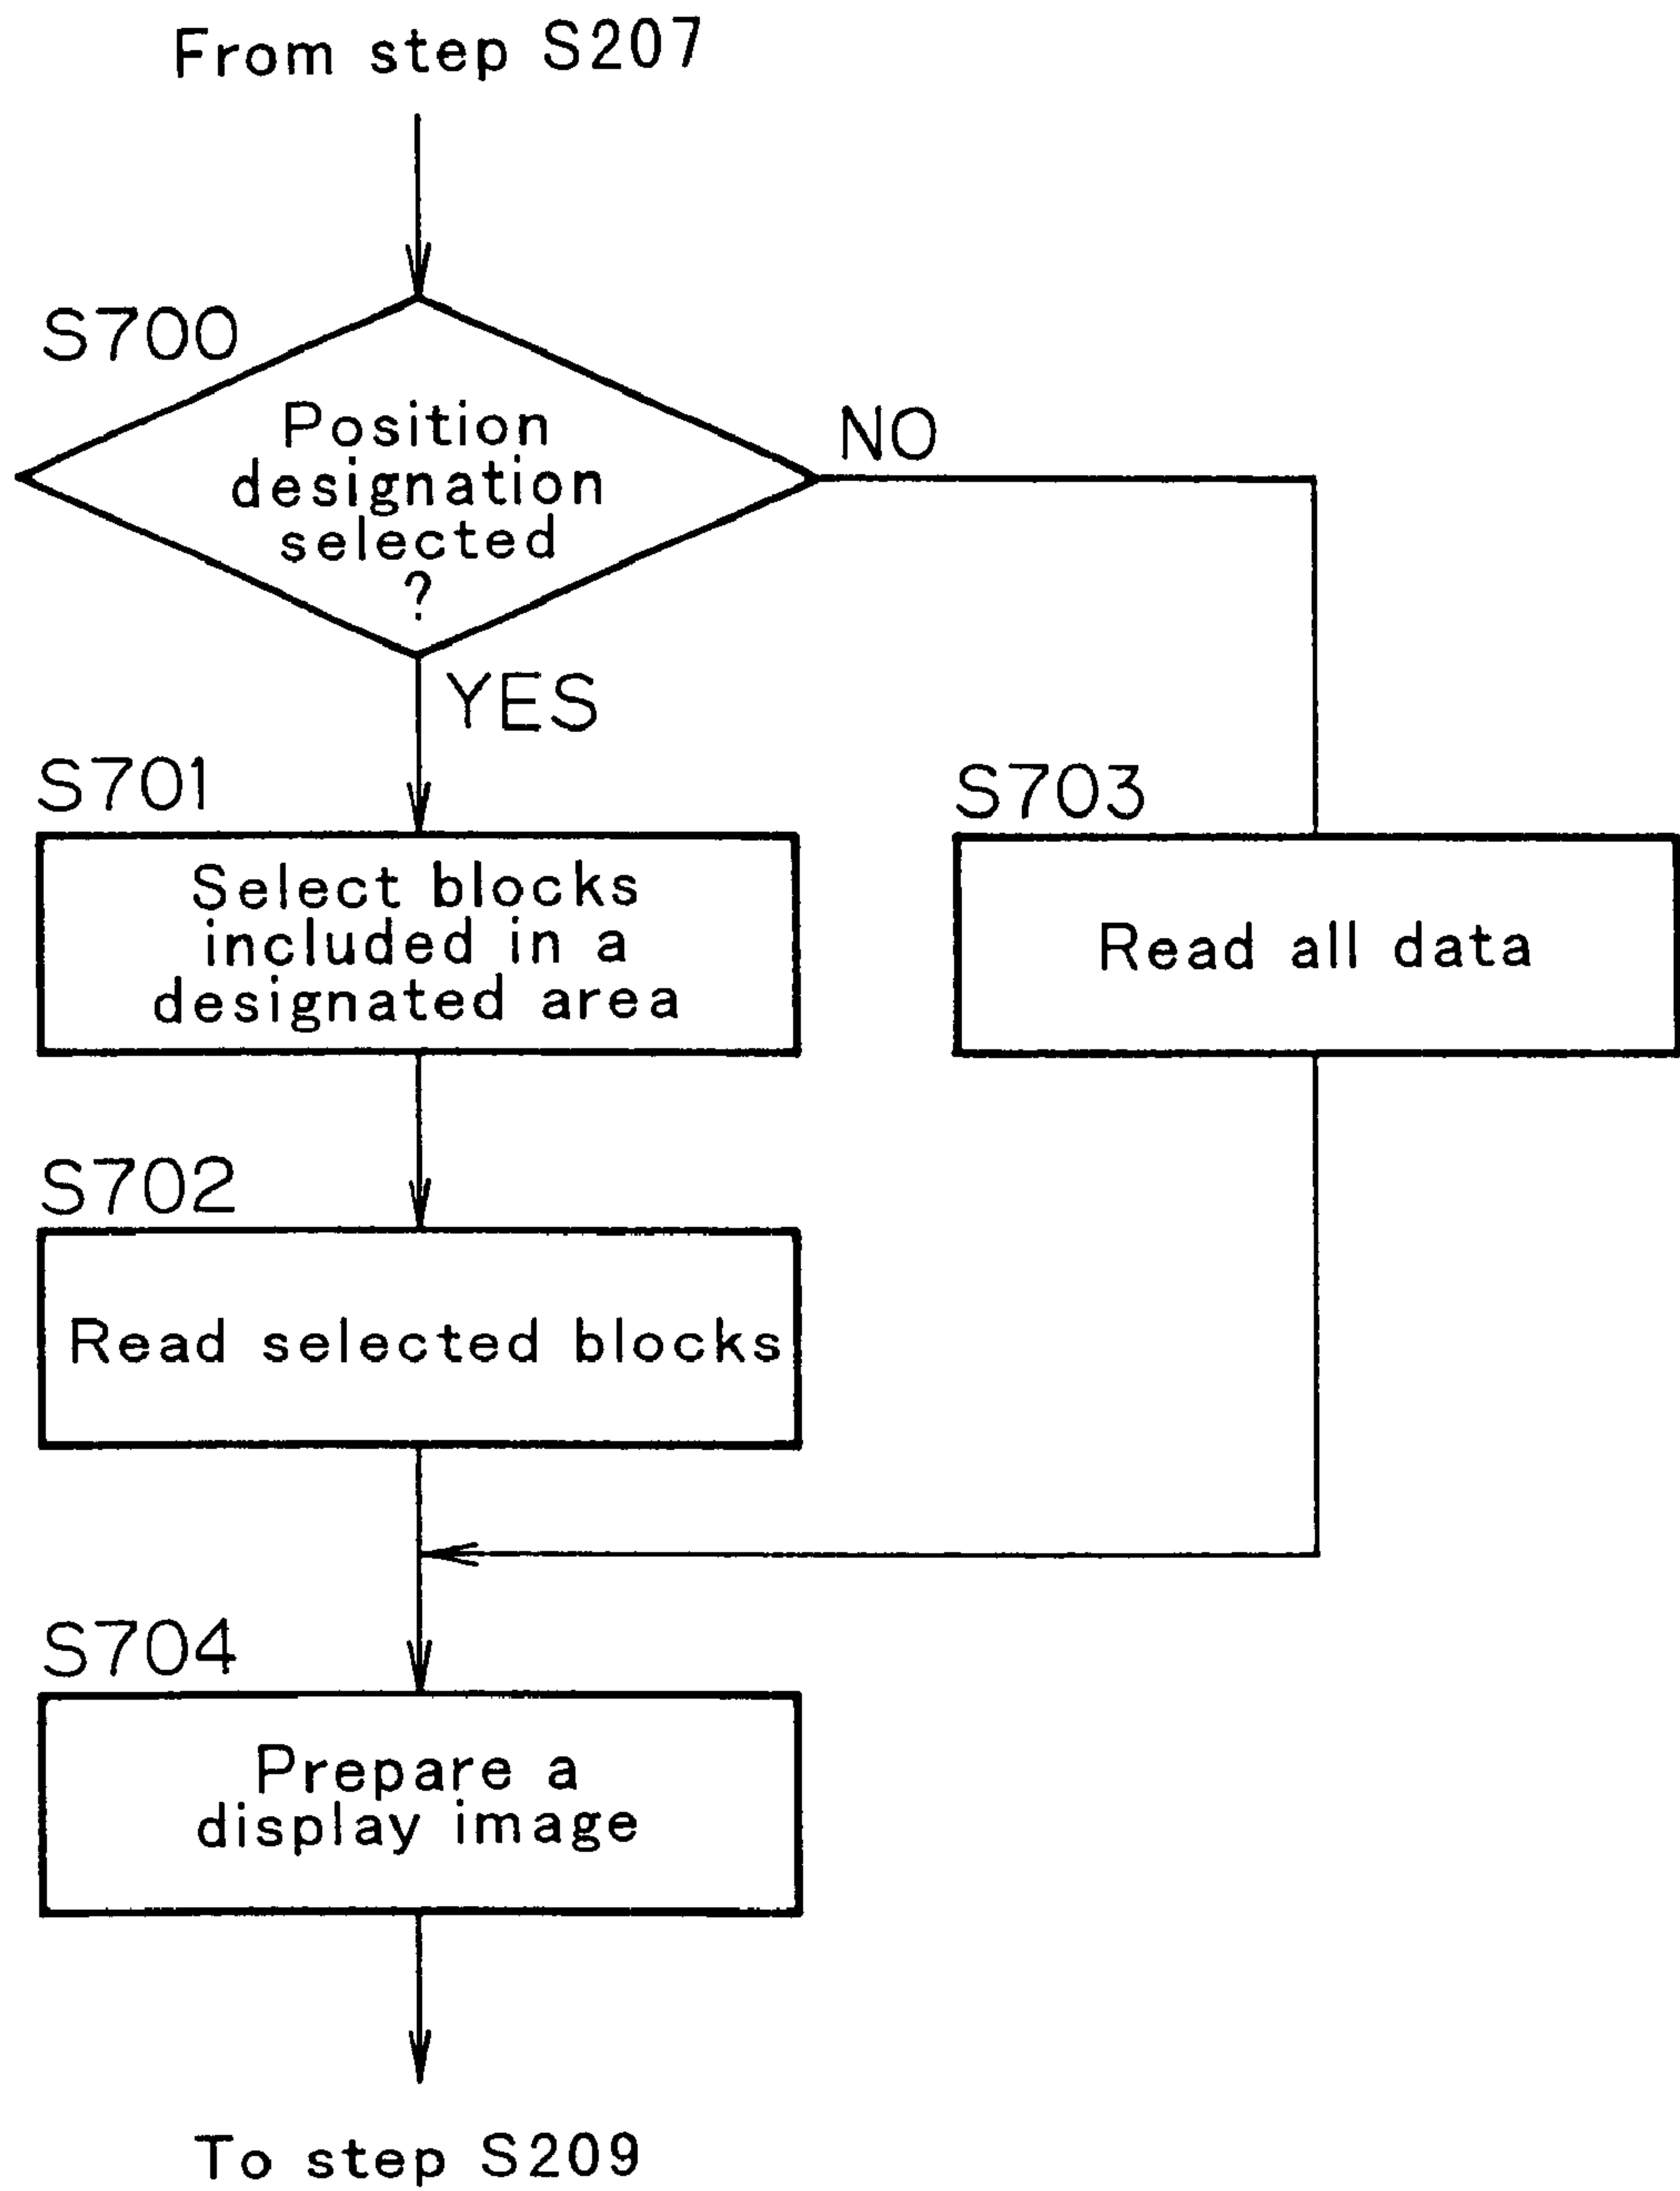 From step S207
S700
Position
designation
selected
?
NO
YES
S701
Select blocks
included in a
designated area
S703
Read all data
S702
Read selected blocks
S704
Prepare a
display image
To step S209